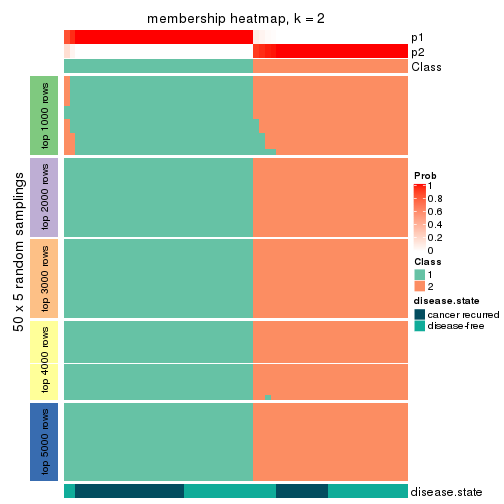 membership heatmap, k = 2
p1
p2
Class
50 x 5 random samplings
top 1000 rows
top 2000 rows
top 3000 rows
top 4000 rows
top 5000 rows
Prob
1
0.8
0.6
0.4
0.2
0
Class
1
2
disease.state
cancer recurred
disease-free
disease.state